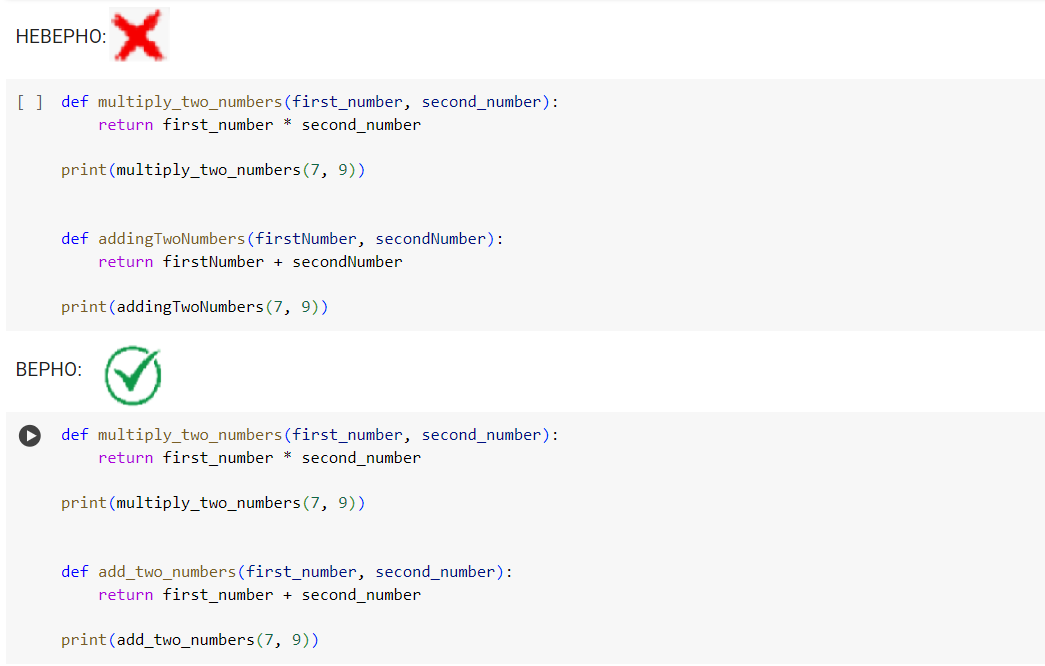 НЕВЕРНО:
[ ] def multiply_two_numbers(first_number, second_number):
    return first_number * second_number
print(multiply_two_numbers(7, 9))
def addingTwoNumbers(firstNumber, secondNumber):
    return firstNumber + secondNumber
print(addingTwoNumbers(7, 9))
ВЕРНО:
def multiply_two_numbers(first_number, second_number):
    return first_number * second_number
print(multiply_two_numbers(7, 9))
def add_two_numbers(first_number, second_number):
    return first_number + second_number
print(add_two_numbers(7, 9))